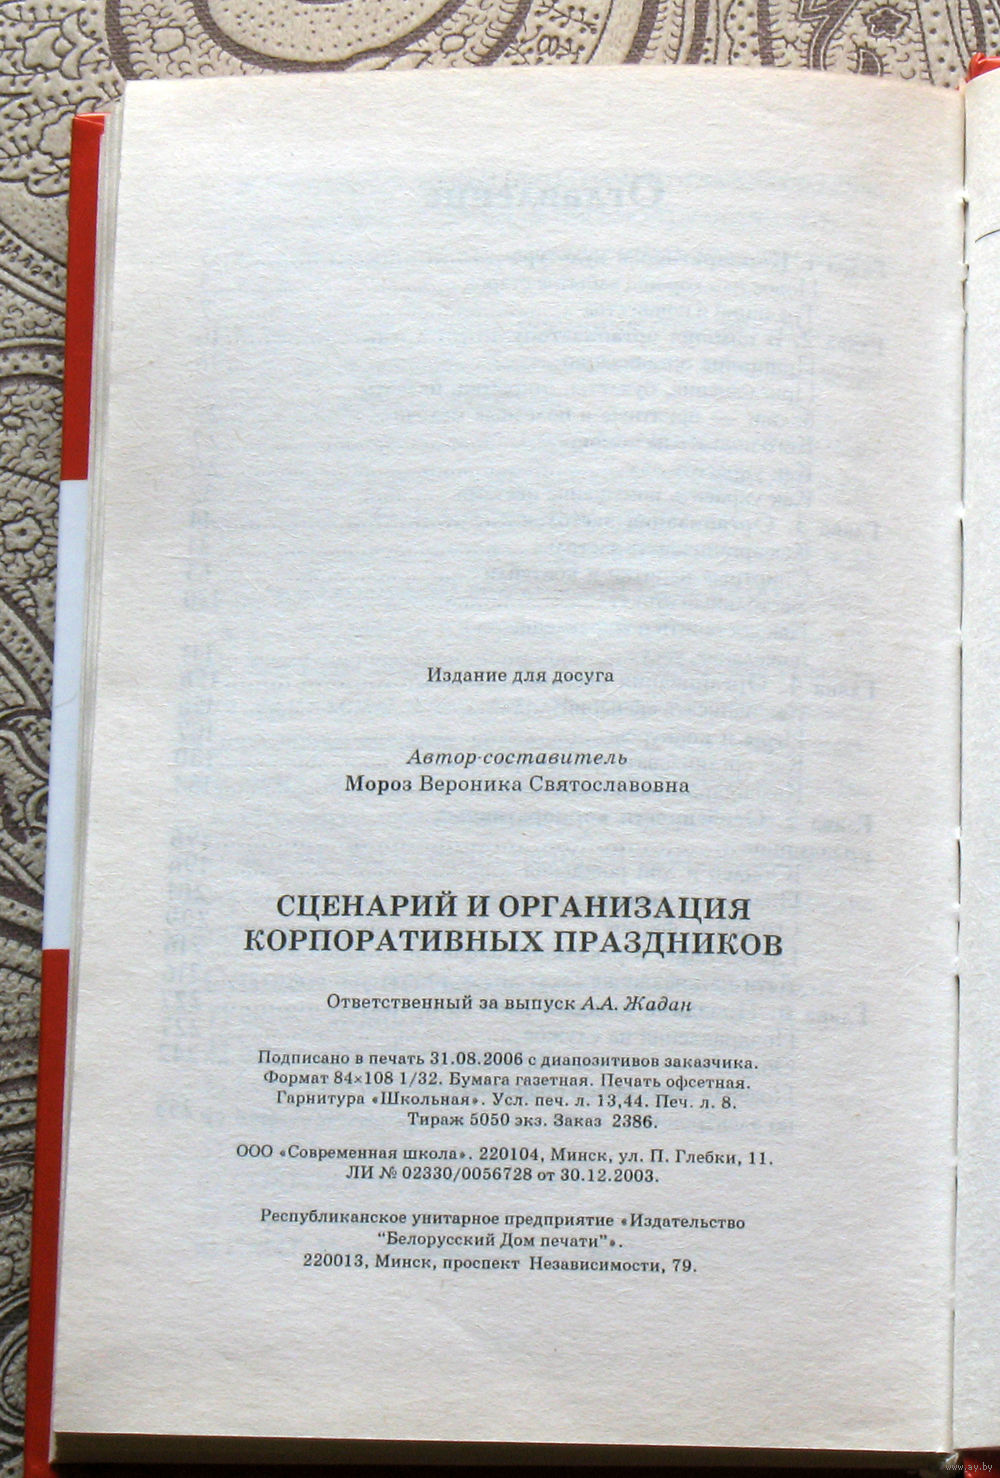 Издание для досуга
Автор-составитель
Мороз Вероника Святославовна
СЦЕНАРИЙ И ОРГАНИЗАЦИЯ
КОРПОРАТИВНЫХ ПРАЗДНИКОВ
Ответственный за выпуск А.А. Жадан
Подписано в печать 31.08.2006 с диапозитивов заказчика.
Формат 84×108 1/32. Бумага газетная. Печать офсетная.
Гарнитура «Школьная». Усл. печ. л. 13,44. Печ. л. 8.
Тираж 5050 экз. Заказ 2386.
ООО «Современная школа». 220104, Минск, ул. П. Глебки, 11.
ЛИ № 02330/0056728 от 30.12.2003.
Республиканское унитарное предприятие «Издательство
"Белорусский Дом печати"».
220013, Минск, проспект Независимости, 79.
www.ay.by